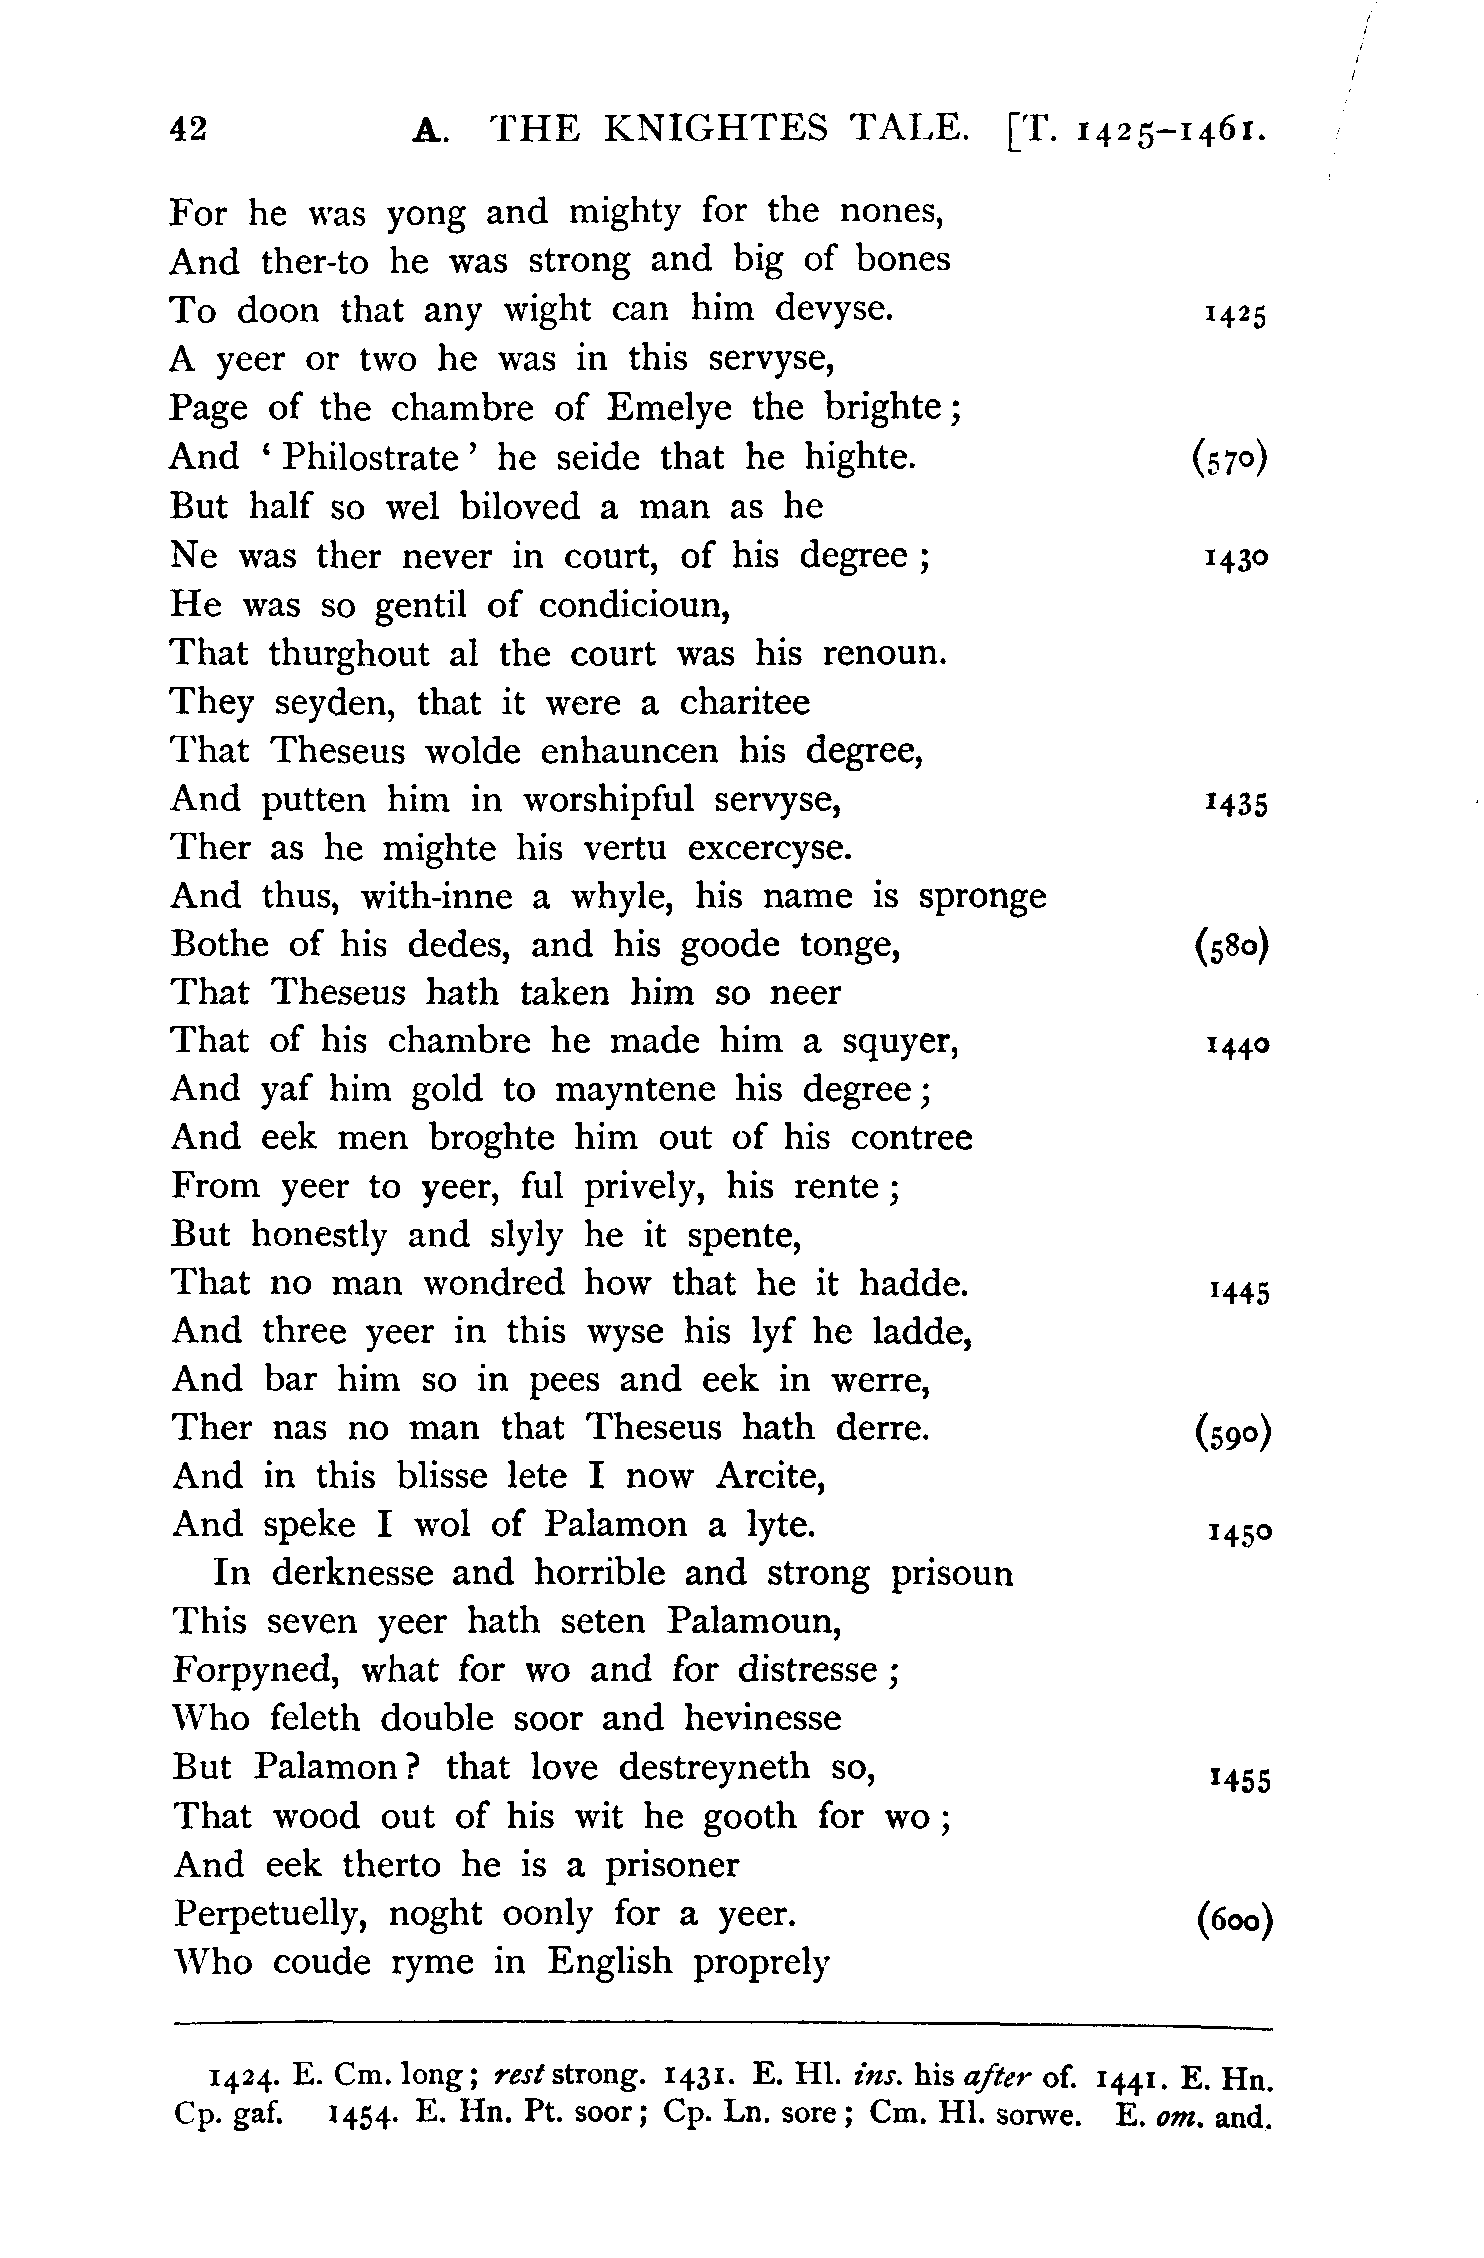 42 A. THE KNIGHTES TALE. [T. 1425–1461.
For he was yong and mighty for the nones,
And ther-to he was strong and big of bones
To doon that any wight can him devyse. 1425
A yeer or two he was in this servyse,
Page of the chambre of Emelye the brighte;
And ‘Philostrate’ he seide that he highte. (570)
But half so wel biloved a man as he
Ne was ther never in court, of his degree; 1430
He was so gentil of condicioun,
That thurghout al the court was his renoun.
They seyden, that it were a charitee
That Theseus wolde enhauncen his degree,
And putten him in worshipful servyse, 1435
Ther as he mighte his vertu excercyse.
And thus, with-inne a whyle, his name is spronge
Bothe of his dedes, and his goode tonge, (580)
That Theseus hath taken him so neer
That of his chambre he made him a squyer, 1440
And yaf him gold to mayntene his degree;
And eek men broghte him out of his contree
From yeer to yeer, ful prively, his rente;
But honestly and slyly he it spente,
That no man wondred how that he it hadde. 1445
And three yeer in this wyse his lyf he ladde,
And bar him so in pees and eek in werre,
Ther nas no man that Theseus hath derre. (590)
And in this blisse lete I now Arcite,
And speke I wol of Palamon a lyte. 1450
In derknesse and horrible and strong prisoun
This seven yeer hath seten Palamoun,
Forpyned, what for wo and for distresse;
Who feleth double soor and hevinesse
But Palamon? that love destreyneth so, 1455
That wood out of his wit he gooth for wo;
And eek therto he is a prisoner
Perpetuelly, noght oonly for a yeer. (600)
Who coude ryme in English proprely
1424. E. Cm. long; rest strong. 1431. E. Hl. ins. his after of. 1441. E. Hn.
Cp. gaf. 1454. E. Hn. Pt. soor; Cp. Ln. sore; Cm. Hl. sorwe. E. om. and.